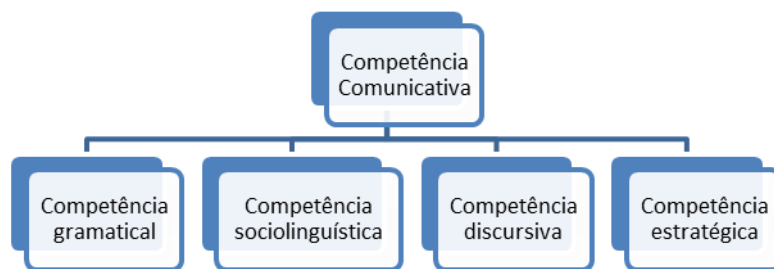 Competência
Comunicativa
Competência
gramatical
Competência
sociolinguística
Competência
discursiva
Competência
estratégica